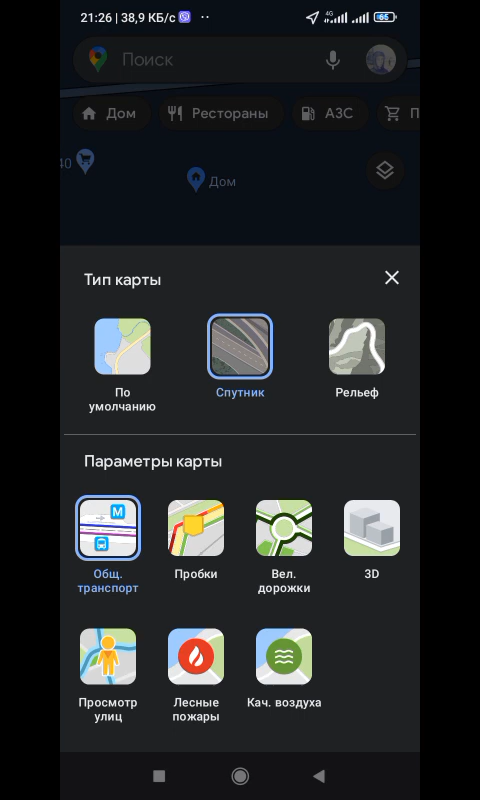 21:26 | 38,9 КБ/с
4G
65
Поиск
Дом
Рестораны
АЗС
П
40
Дом
Тип карты
По
умолчанию
Спутник
Рельеф
Параметры карты
M
Общ.
транспорт
Пробки
Вел.
дорожки
3D
Просмотр
улиц
Лесные
пожары
Кач. воздуха